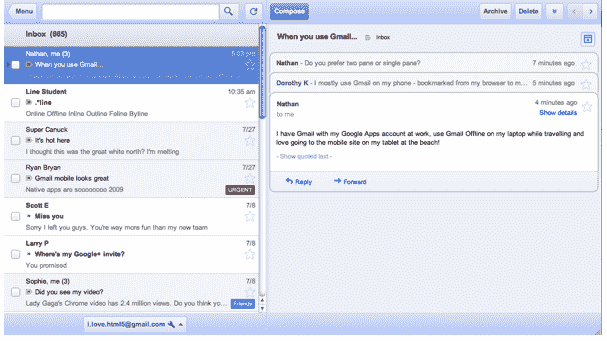 Menu
Compose
Archive
Delete
Inbox (865)
Nathan, me (3)
5:03 pm
When you use Gmail...
Line Student
10:35 am
.*line
Online Offline Inline Outline Feline Byline
Super Canuck
7/27
It's hot here
I thought this was the great white north? I'm melting
Ryan Bryan
7/27
Gmail mobile looks great
Native apps are soooooooo 2009
URGENT
Scott E
7/8
» Miss you
Sorry I left you guys. You're way more fun than my new team
Larry P
7/8
» Where's my Google+ invite?
You promised
Sophie, me (3)
7/8
Did you see my video?
Lady Gaga's Chrome video has 2.4 million views. Do you think yo...
i.love.html5@gmail.com
When you use Gmail...
Inbox
Nathan - Do you prefer two pane or single pane?
7 minutes ago
Dorothy K - I mostly use Gmail on my phone - bookmarked from my browser to m...
5 minutes ago
Nathan
4 minutes ago
to me
Show details
I have Gmail with my Google Apps account at work, use Gmail Offline on my laptop while travelling and
love going to the mobile site on my tablet at the beach!
- Show quoted text -
Reply
Forward